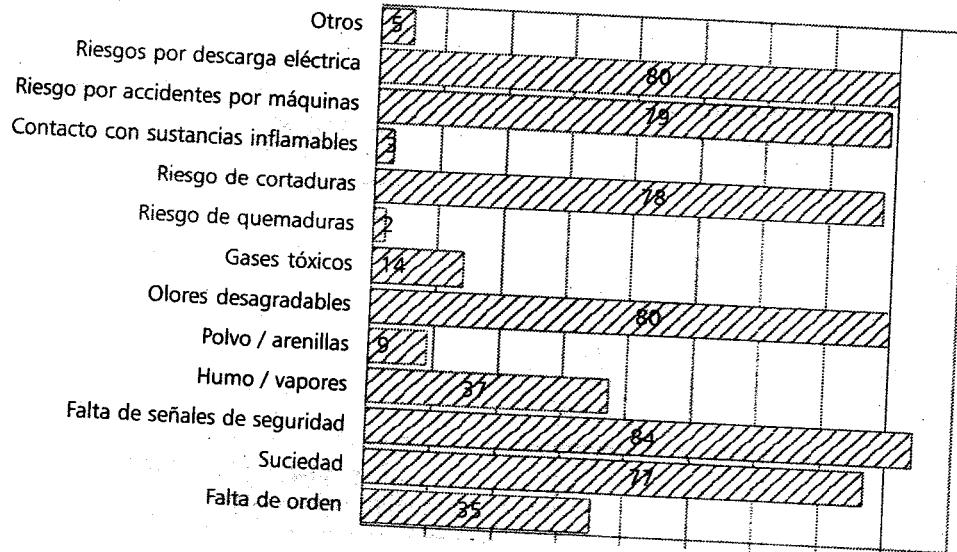 Otros 5
Riesgos por descarga eléctrica 80
Riesgo por accidentes por máquinas 79
Contacto con sustancias inflamables 3
Riesgo de cortaduras 78
Riesgo de quemaduras 2
Gases tóxicos 14
Olores desagradables 80
Polvo / arenillas 9
Humo / vapores 37
Falta de señales de seguridad 84
Suciedad 77
Falta de orden 35